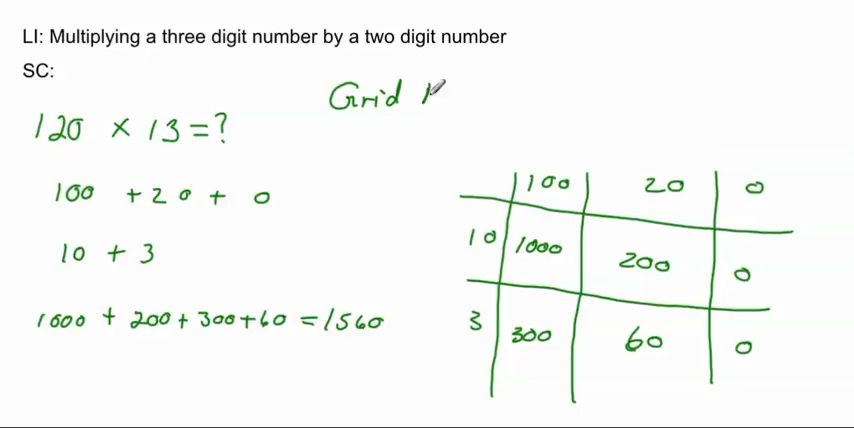 LI: Multiplying a three digit number by a two digit number
SC:
Grid
120 × 13 = ?
100 + 20 + 0
10 + 3
1000 + 200 + 300 + 60 = 1560
100 20 0
10 1000 200 0
3 300 60 0